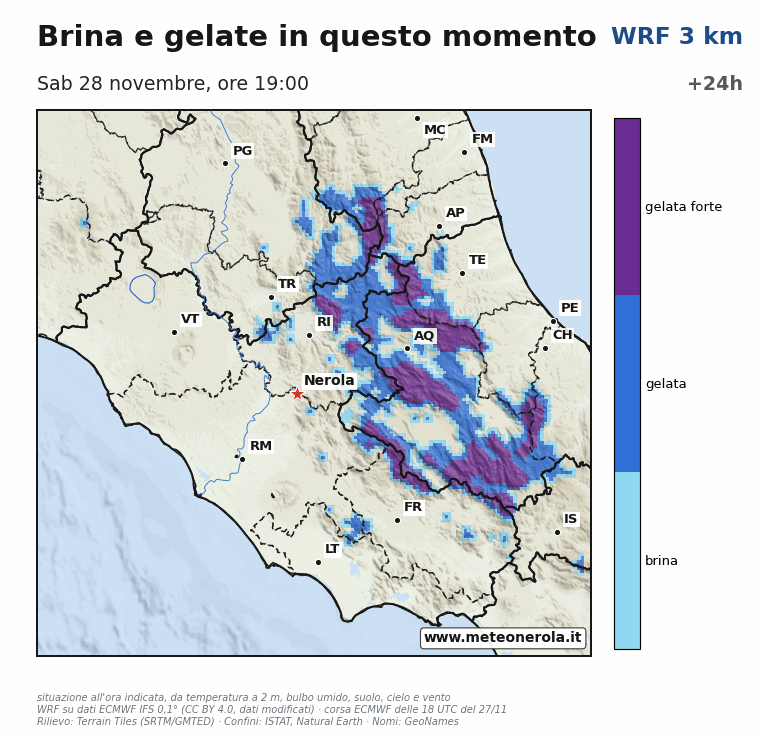 Brina e gelate in questo momento WRF 3 km
Sab 28 novembre, ore 19:00 +24h
MC
FM
PG
AP
TE
TR
PE
VT
RI
AQ
CH
Nerola
RM
FR
IS
LT
www.meteonerola.it
gelata forte
gelata
brina
situazione all'ora indicata, da temperatura a 2 m, bulbo umido, suolo, cielo e vento
WRF su dati ECMWF IFS 0,1° (CC BY 4.0, dati modificati) · corsa ECMWF delle 18 UTC del 27/11
Rilievo: Terrain Tiles (SRTM/GMTED) · Confini: ISTAT, Natural Earth · Nomi: GeoNames